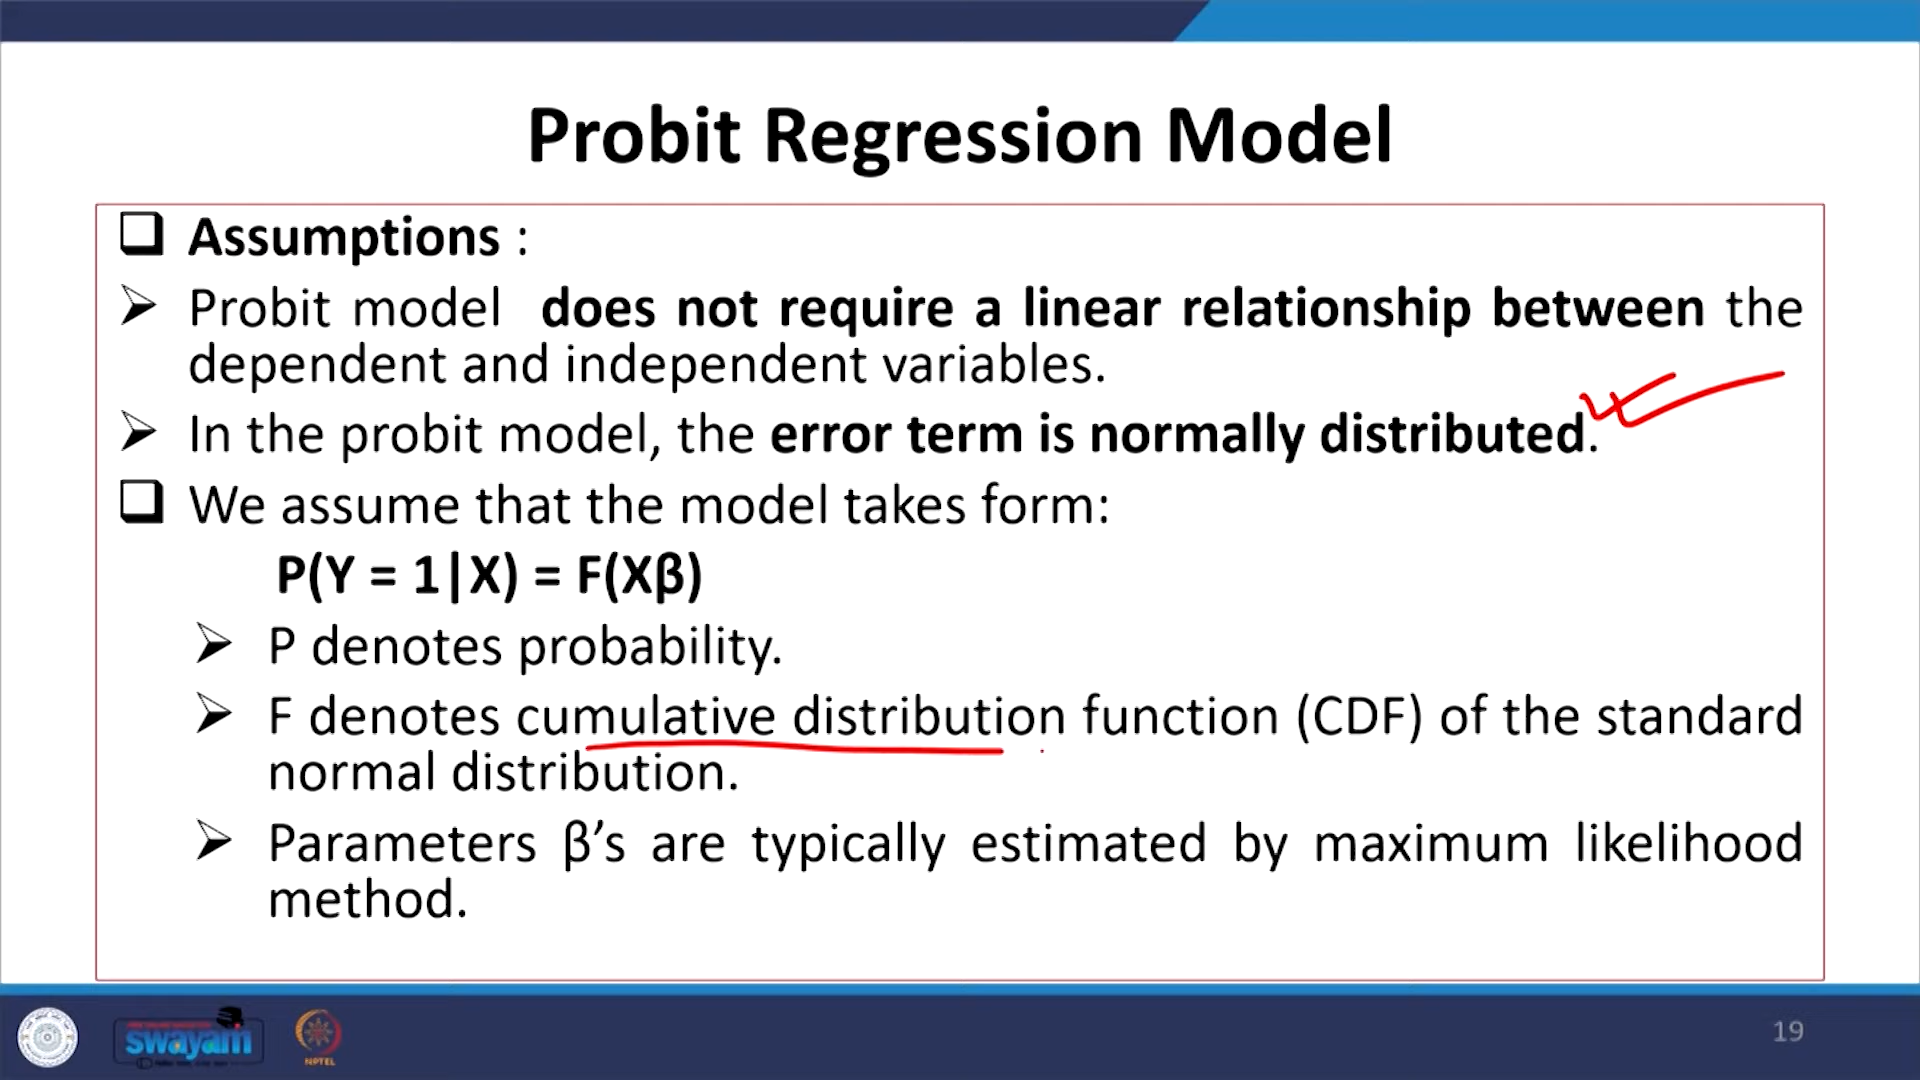 Probit Regression Model
Assumptions :
Probit model does not require a linear relationship between the
dependent and independent variables.
In the probit model, the error term is normally distributed.
We assume that the model takes form:
P(Y = 1|X) = F(Xβ)
P denotes probability.
F denotes cumulative distribution function (CDF) of the standard
normal distribution.
Parameters β’s are typically estimated by maximum likelihood
method.
swayam
NPTEL
19